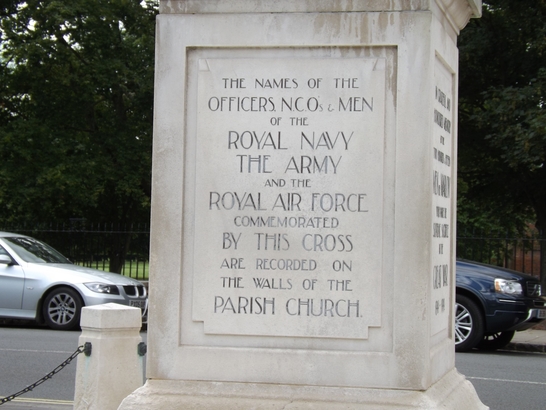 THE NAMES OF THE
OFFICERS, N.C.Os & MEN
OF THE
ROYAL NAVY
THE ARMY
AND THE
ROYAL AIR FORCE
COMMEMORATED
BY THIS CROSS
ARE RECORDED ON
THE WALLS OF THE
PARISH CHURCH.